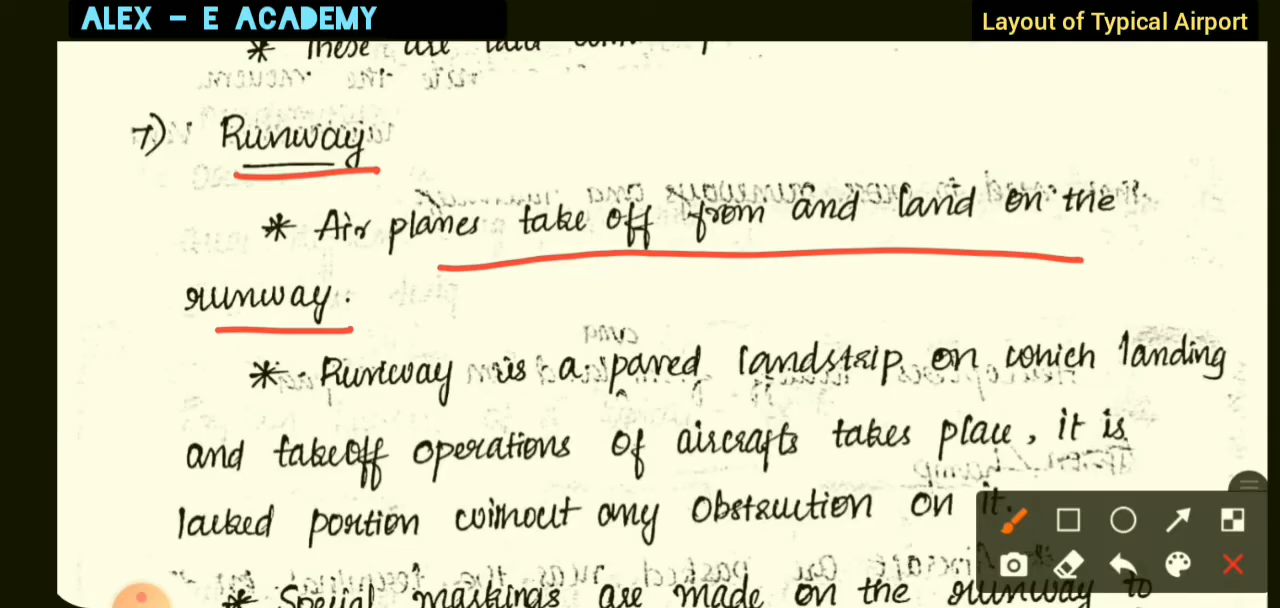 ALEX – E ACADEMY
Layout of Typical Airport
* These are
7) Runway
* Air planes take off from and land on the
runway.
* Runway is a paved landstrip on which landing
and takeoff operations of aircrafts takes place, it is
portion without any obstruction on it.
* Special markings are made on the runway to